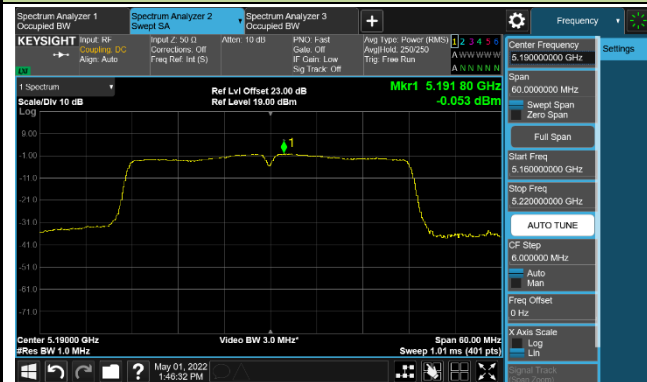 Spectrum Analyzer 1
Occupied BW
Spectrum Analyzer 2
Swept SA
Spectrum Analyzer 3
Occupied BW
Frequency
KEYSIGHT
Input: RF
Coupling: DC
Align: Auto
Input Z: 50 Ω
Corrections: Off
Freq Ref: Int (S)
Atten: 10 dB
PNO: Fast
Gate: Off
IF Gain: Low
Sig Track: Off
Avg Type: Power (RMS)
Avg|Hold: 250/250
Trig: Free Run
1 2 3 4 5 6
A W W W W W
A N N N N N
Settings
1 Spectrum
Scale/Div 10 dB
Log
Ref Lvl Offset 23.00 dB
Ref Level 19.00 dBm
Mkr1 5.191 80 GHz
-0.053 dBm
9.00
-1.00
-11.0
-21.0
-31.0
-41.0
-51.0
-61.0
-71.0
1
Center 5.19000 GHz
#Res BW 1.0 MHz
Video BW 3.0 MHz*
Span 60.00 MHz
Sweep 1.01 ms (401 pts)
Center Frequency
5.190000000 GHz
Span
60.0000000 MHz
Swept Span
Zero Span
Full Span
Start Freq
5.160000000 GHz
Stop Freq
5.220000000 GHz
AUTO TUNE
CF Step
6.000000 MHz
Auto
Man
Freq Offset
0 Hz
X Axis Scale
Log
Lin
Signal Track
(Span Zoom)
May 01, 2022
1:46:32 PM